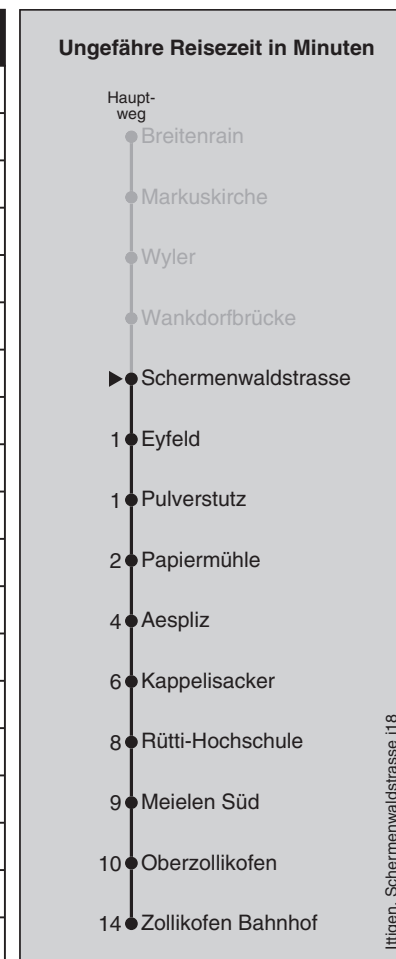 Ungefähre Reisezeit in Minuten
Haupt-
weg
Breitenrain
Markuskirche
Wyler
Wankdorfbrücke
Schermenwaldstrasse
1 Eyfeld
1 Pulverstutz
2 Papiermühle
4 Aespliz
6 Kappelisacker
8 Rütti-Hochschule
9 Meielen Süd
10 Oberzollikofen
14 Zollikofen Bahnhof
Ittigen, Schermenwaldstrasse i18